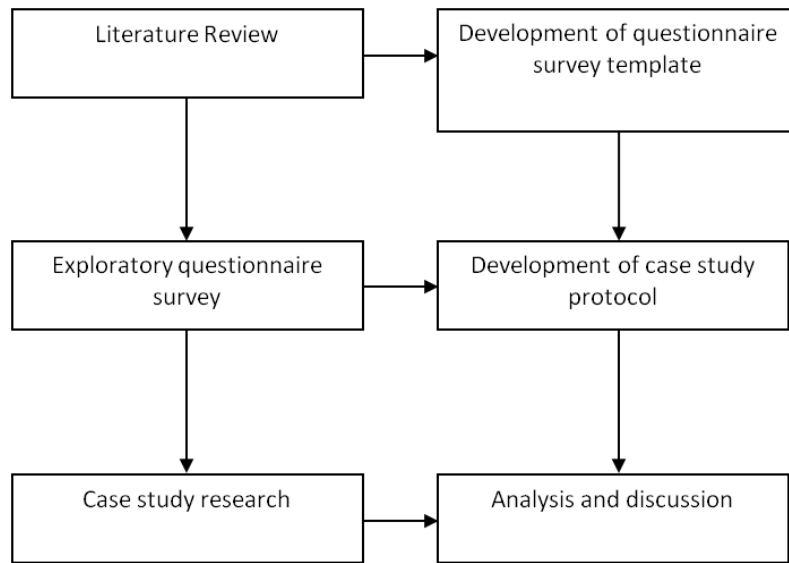 Literature Review
Development of questionnaire
survey template
Exploratory questionnaire
survey
Development of case study
protocol
Case study research
Analysis and discussion